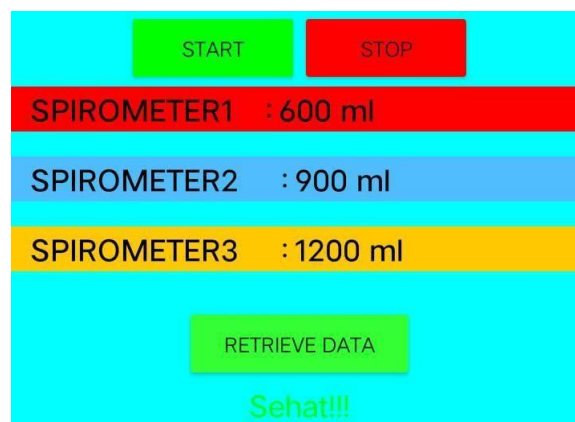 START STOP
SPIROMETER1 : 600 ml
SPIROMETER2 : 900 ml
SPIROMETER3 : 1200 ml
RETRIEVE DATA
Sehat!!!